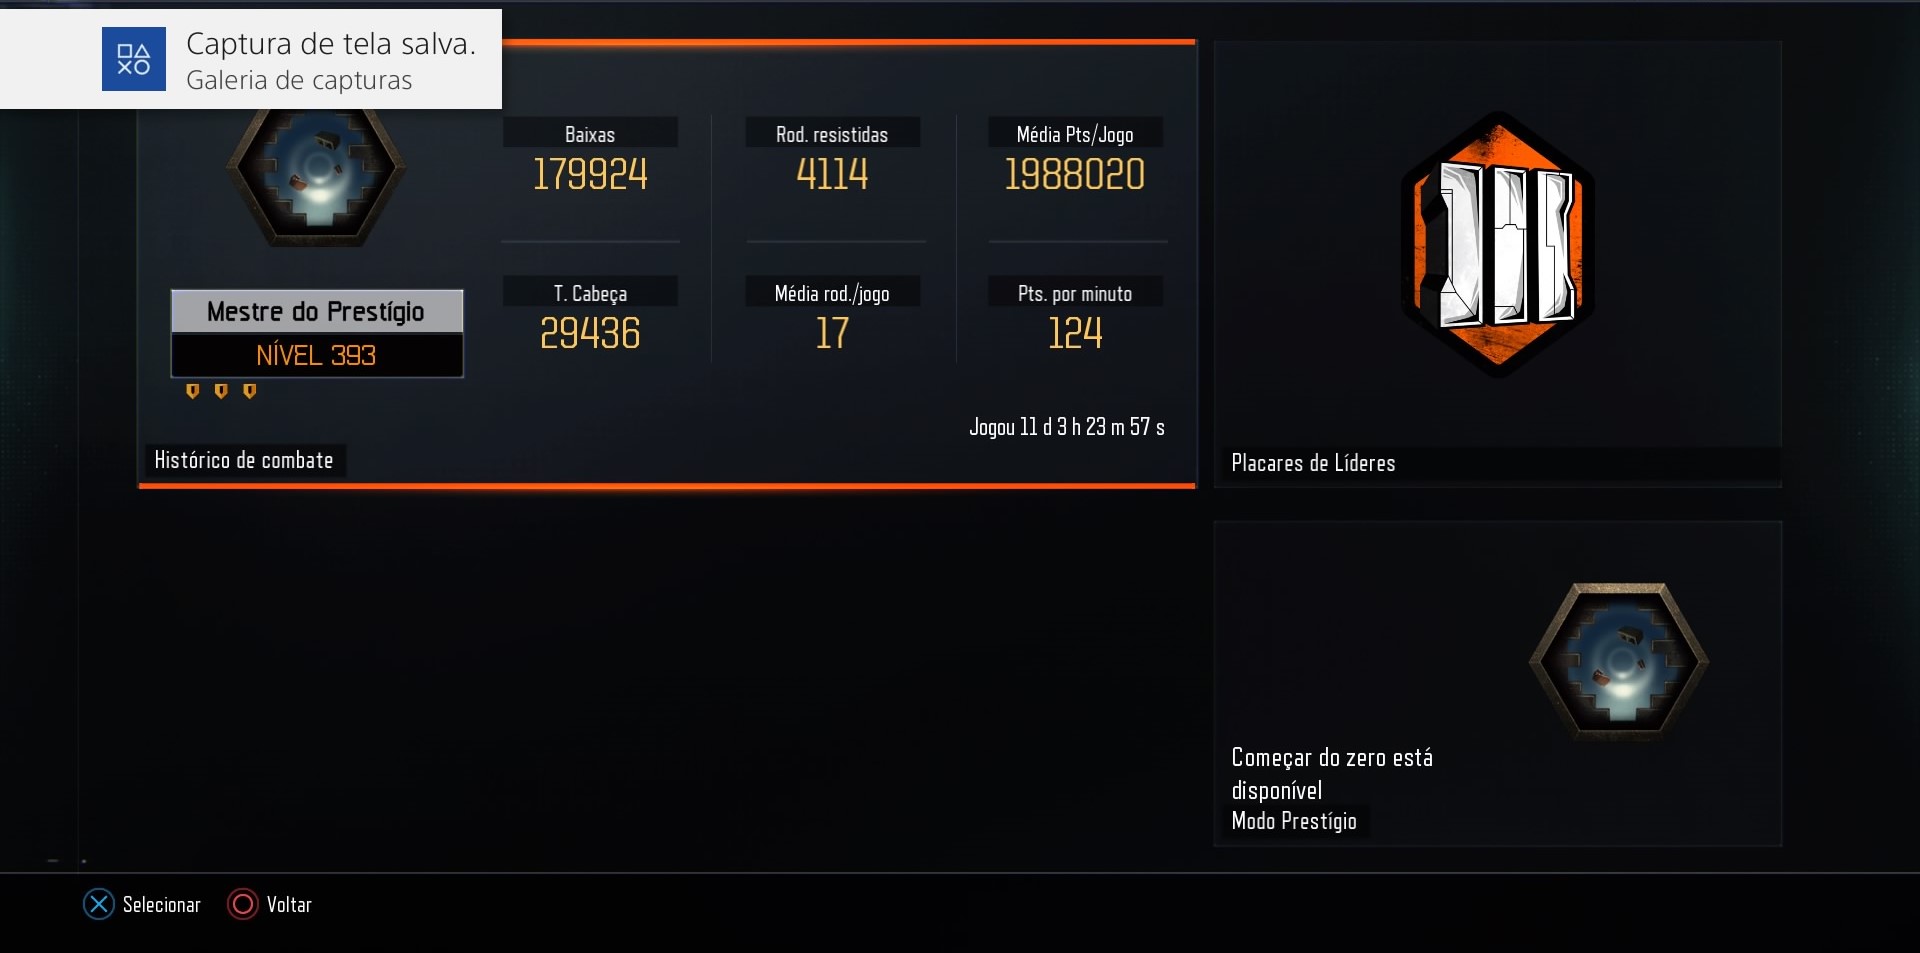 Captura de tela salva.
Galeria de capturas
Baixas
179924
Rod. resistidas
4114
Média Pts/Jogo
1988020
T. Cabeça
29436
Média rod./jogo
17
Pts. por minuto
124
Mestre do Prestígio
NÍVEL 393
Jogou 11 d 3 h 23 m 57 s
Histórico de combate
Placares de Líderes
Começar do zero está
disponível
Modo Prestígio
Selecionar
Voltar